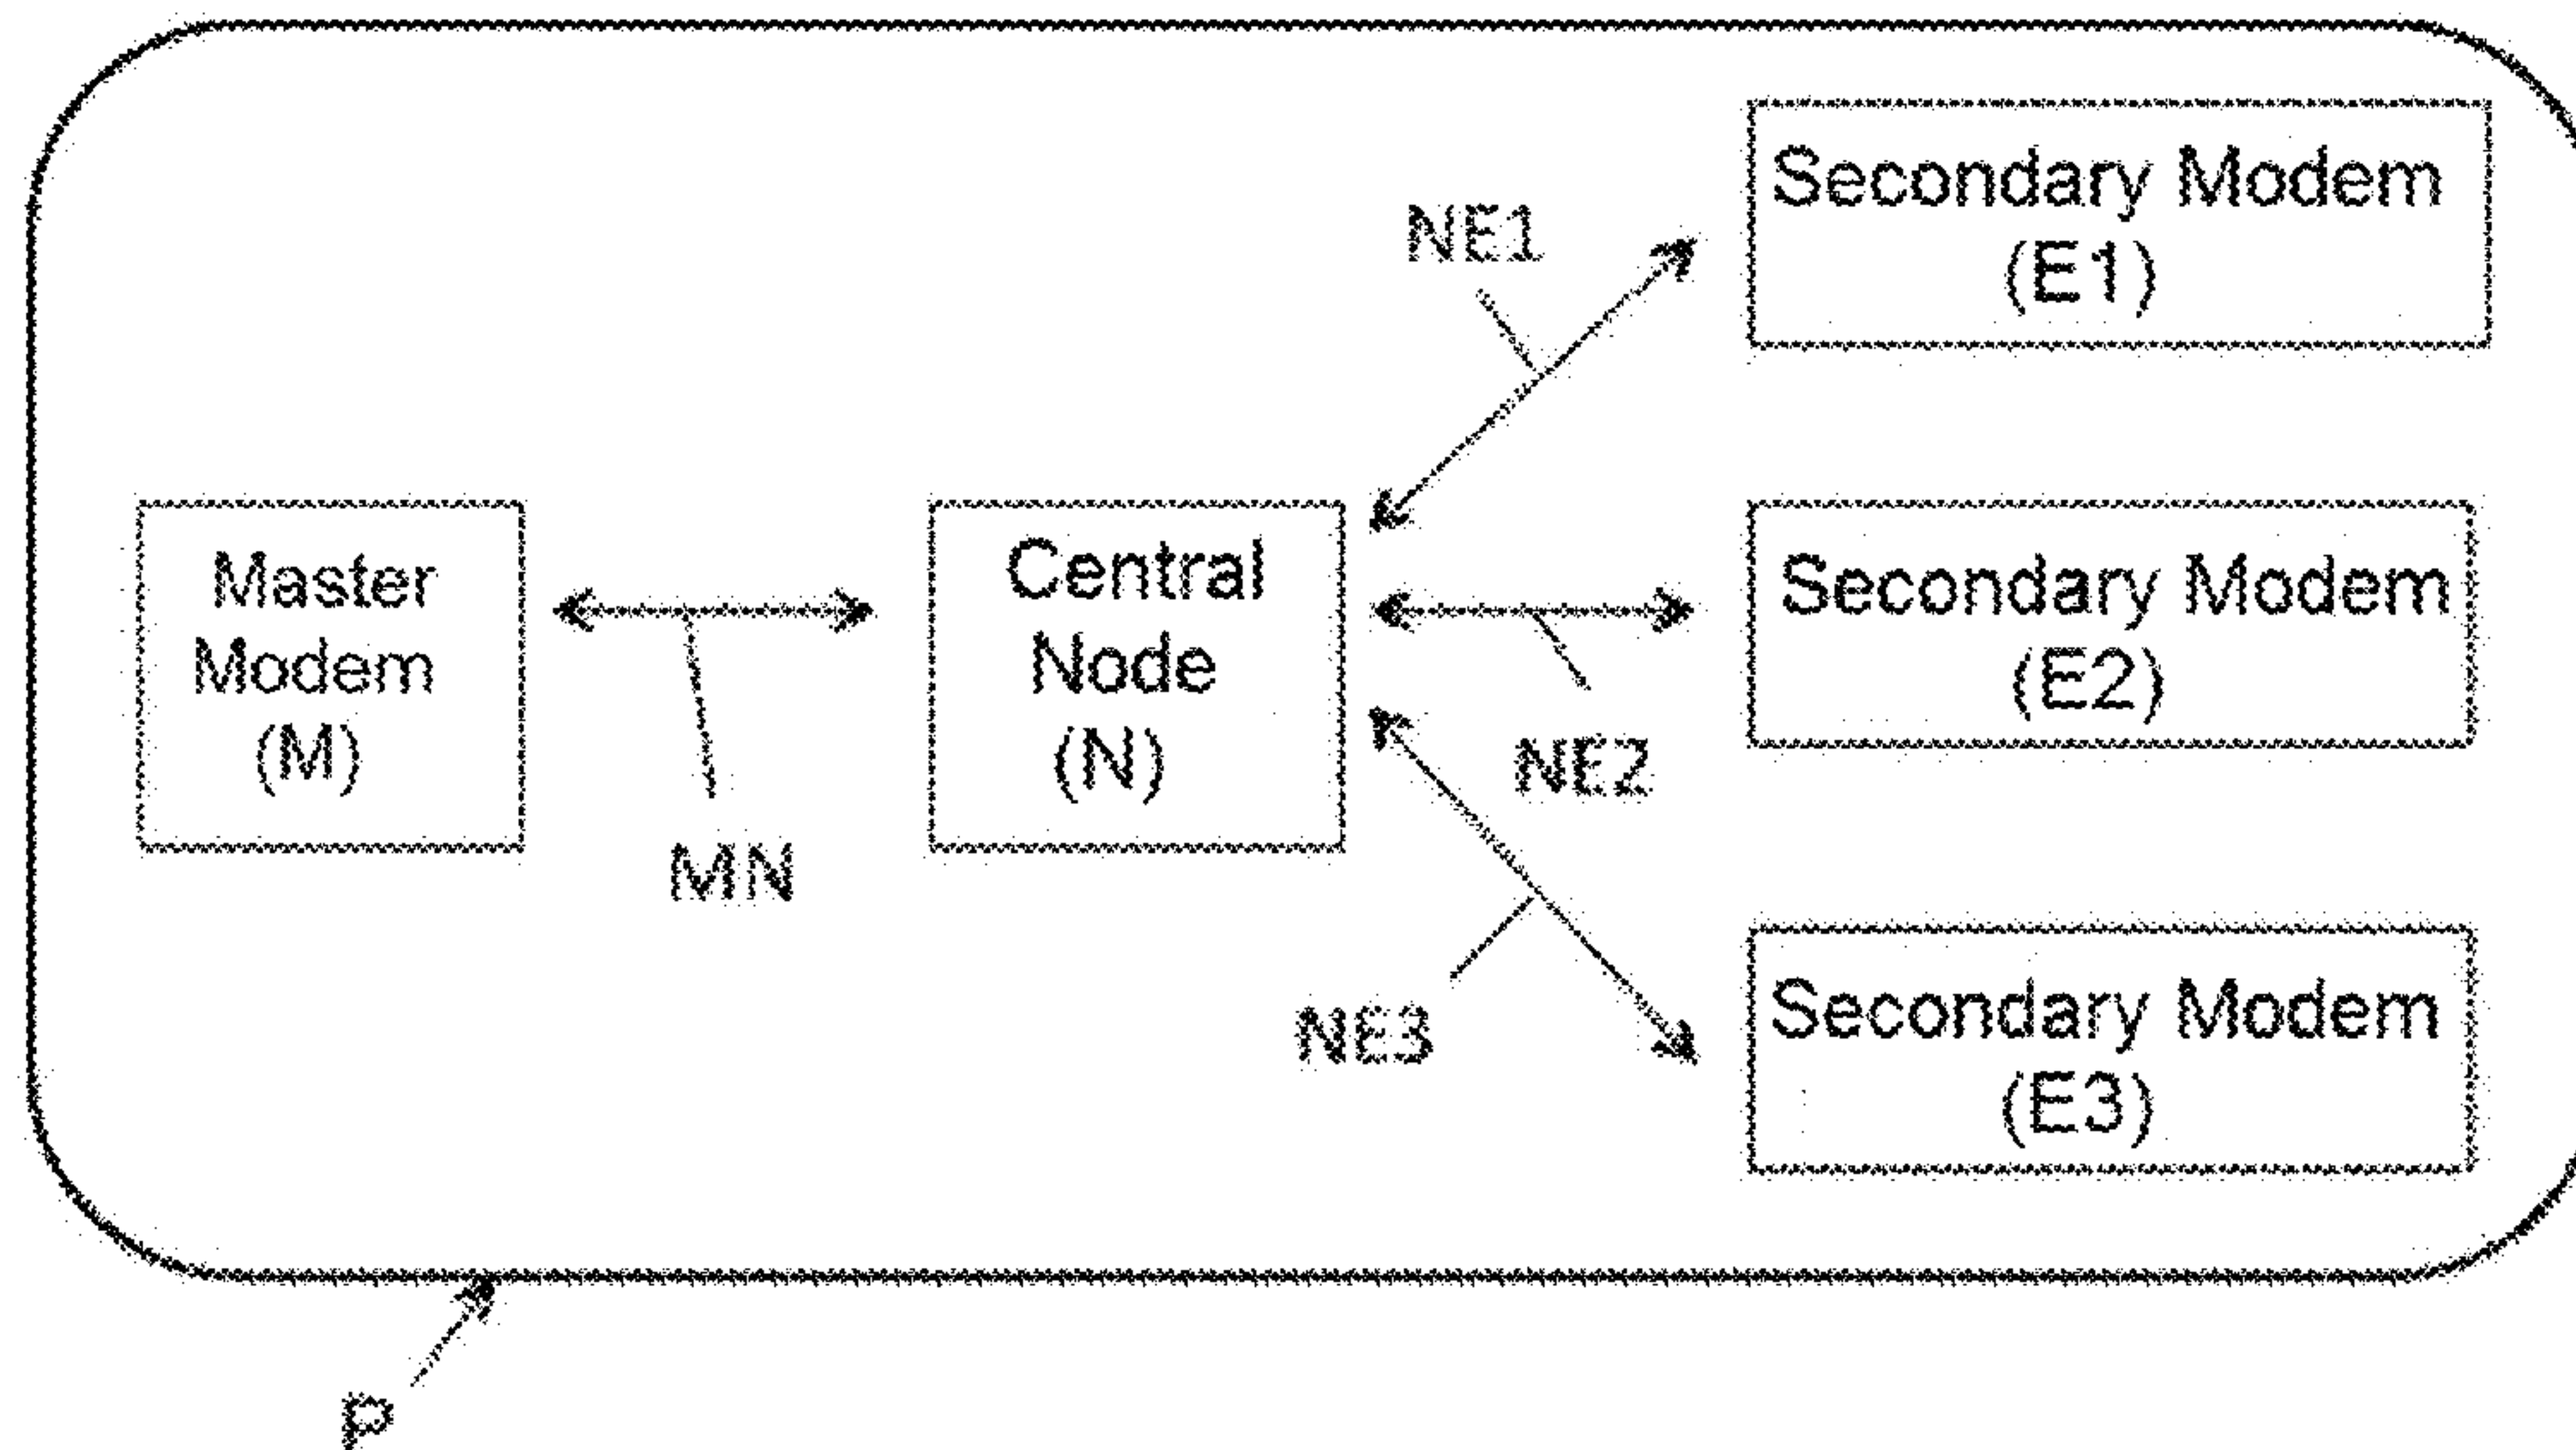 Secondary Modem
(E1)
NE1
Master
Modem
(M)
MN
Central
Node
(N)
Secondary Modem
(E2)
NE2
NE3
Secondary Modem
(E3)
P